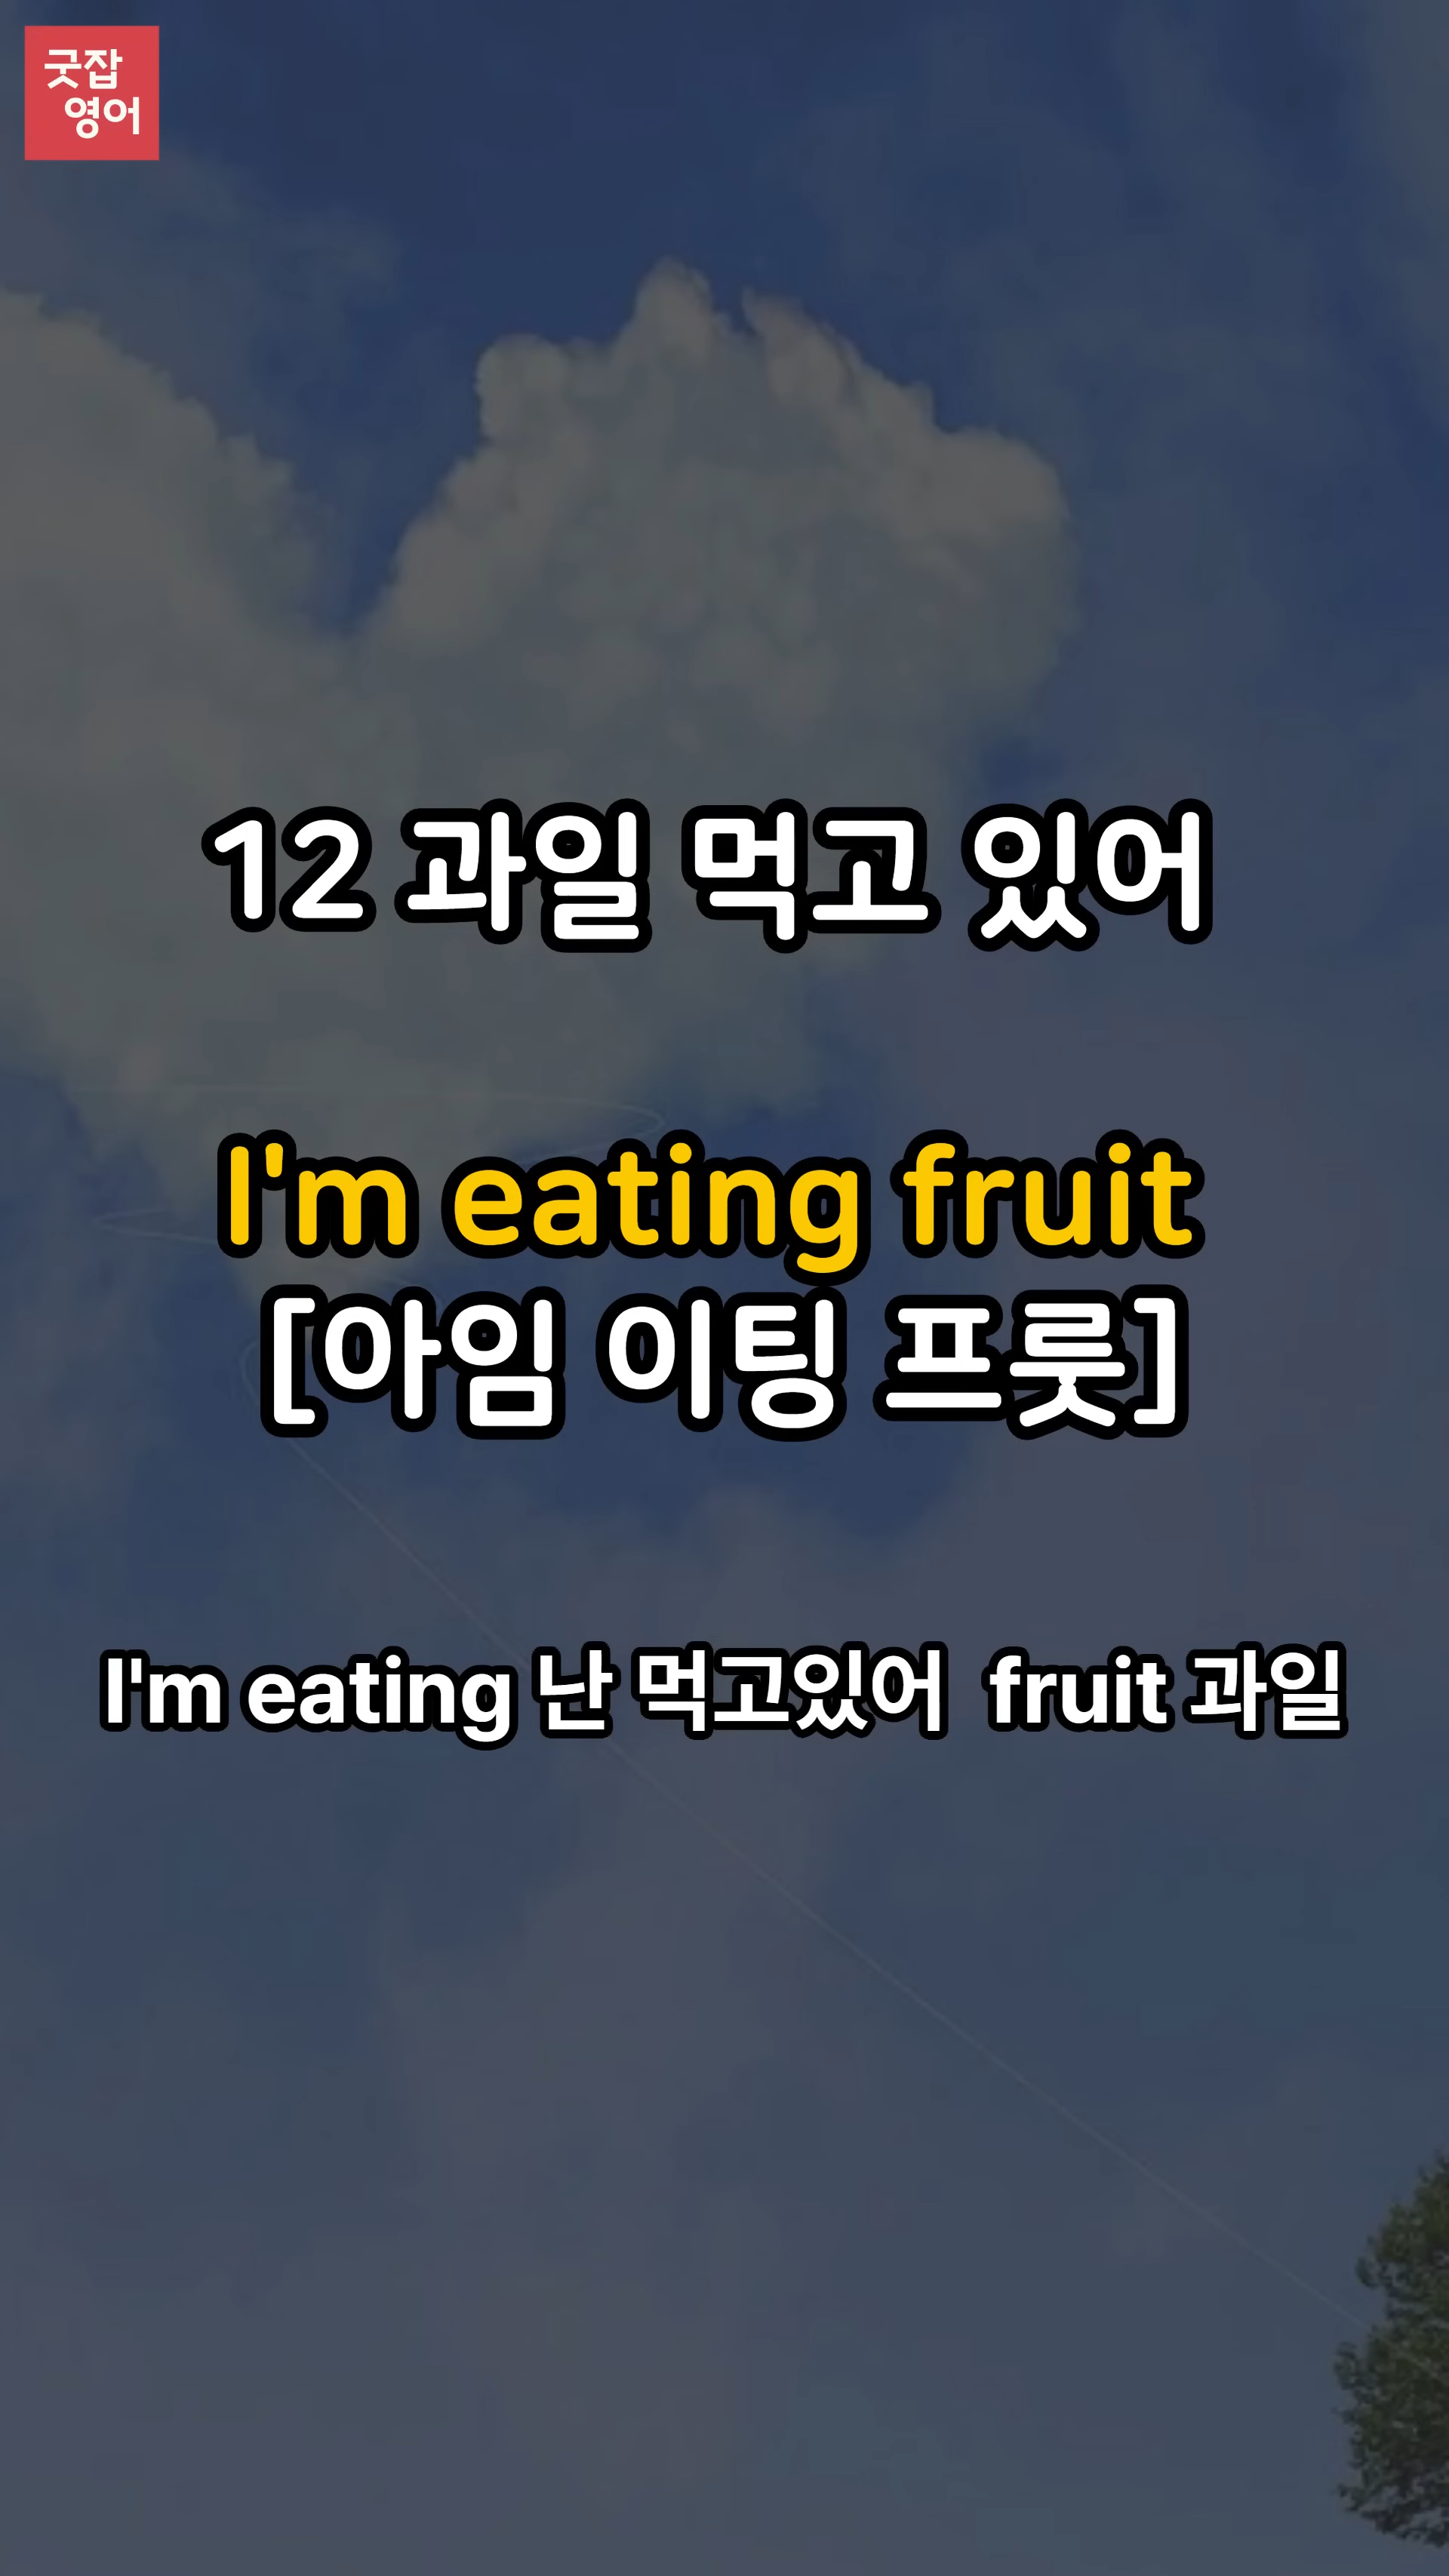 굿잡
영어
12 과일 먹고 있어
I'm eating fruit
[아임 이팅 프룻]
I'm eating 난 먹고있어  fruit 과일